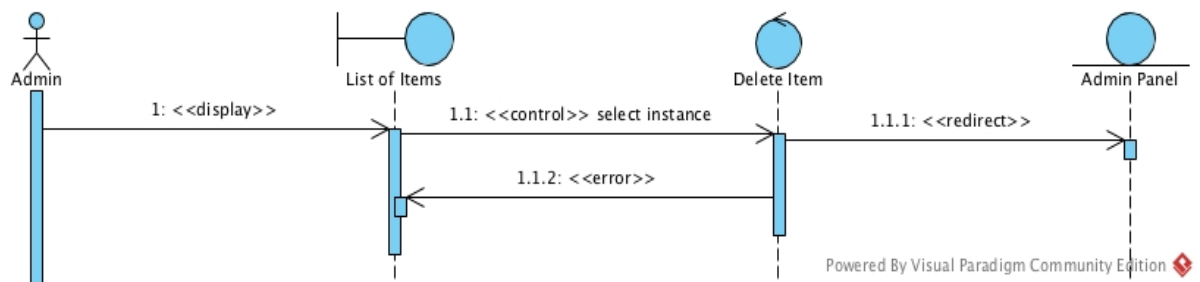 Admin
List of Items
Delete Item
Admin Panel
1: <<display>>
1.1: <<control>> select instance
1.1.1: <<redirect>>
1.1.2: <<error>>
Powered By Visual Paradigm Community Edition